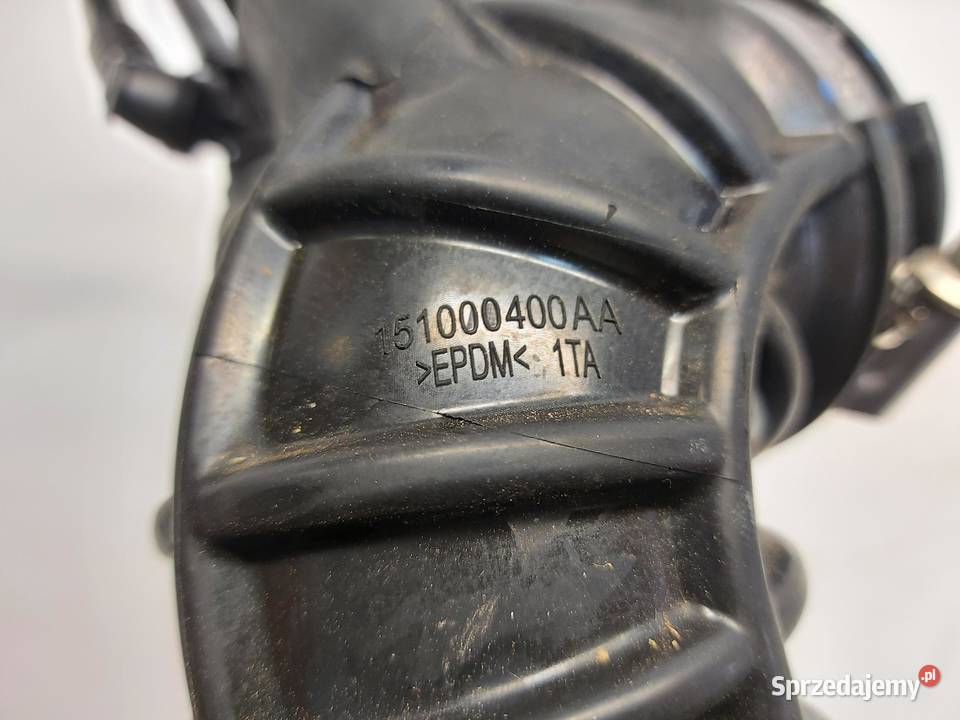 151000400AA
>EPDM< 1TA
Sprzedajemy.pl